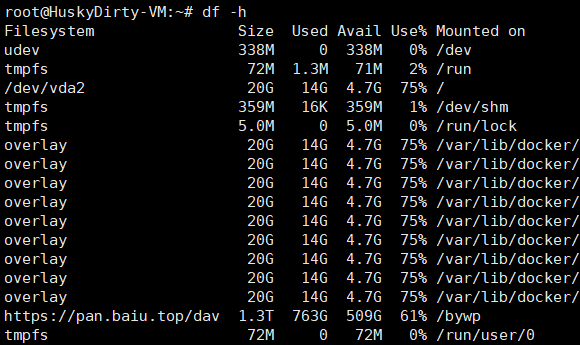 root@HuskyDirty-VM:~# df -h
Filesystem Size Used Avail Use% Mounted on
udev 338M 0 338M 0% /dev
tmpfs 72M 1.3M 71M 2% /run
/dev/vda2 20G 14G 4.7G 75% /
tmpfs 359M 16K 359M 1% /dev/shm
tmpfs 5.0M 0 5.0M 0% /run/lock
overlay 20G 14G 4.7G 75% /var/lib/docker/
overlay 20G 14G 4.7G 75% /var/lib/docker/
overlay 20G 14G 4.7G 75% /var/lib/docker/
overlay 20G 14G 4.7G 75% /var/lib/docker/
overlay 20G 14G 4.7G 75% /var/lib/docker/
overlay 20G 14G 4.7G 75% /var/lib/docker/
overlay 20G 14G 4.7G 75% /var/lib/docker/
overlay 20G 14G 4.7G 75% /var/lib/docker/
overlay 20G 14G 4.7G 75% /var/lib/docker/
https://pan.baiu.top/dav 1.3T 763G 509G 61% /bywp
tmpfs 72M 0 72M 0% /run/user/0